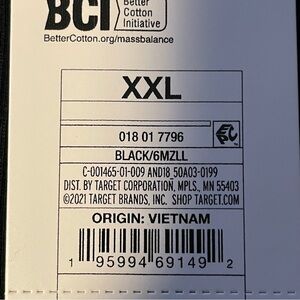 BCI Better
Cotton
Initiative
BetterCotton.org/massbalance
XXL
018 01 7796
BLACK/6MZLL
C-001465-01-009 AND18_50A03-0199
DIST. BY TARGET CORPORATION, MPLS., MN 55403
©2021 TARGET BRANDS, INC. SHOP TARGET.COM
ORIGIN: VIETNAM
1 95994 69149 2